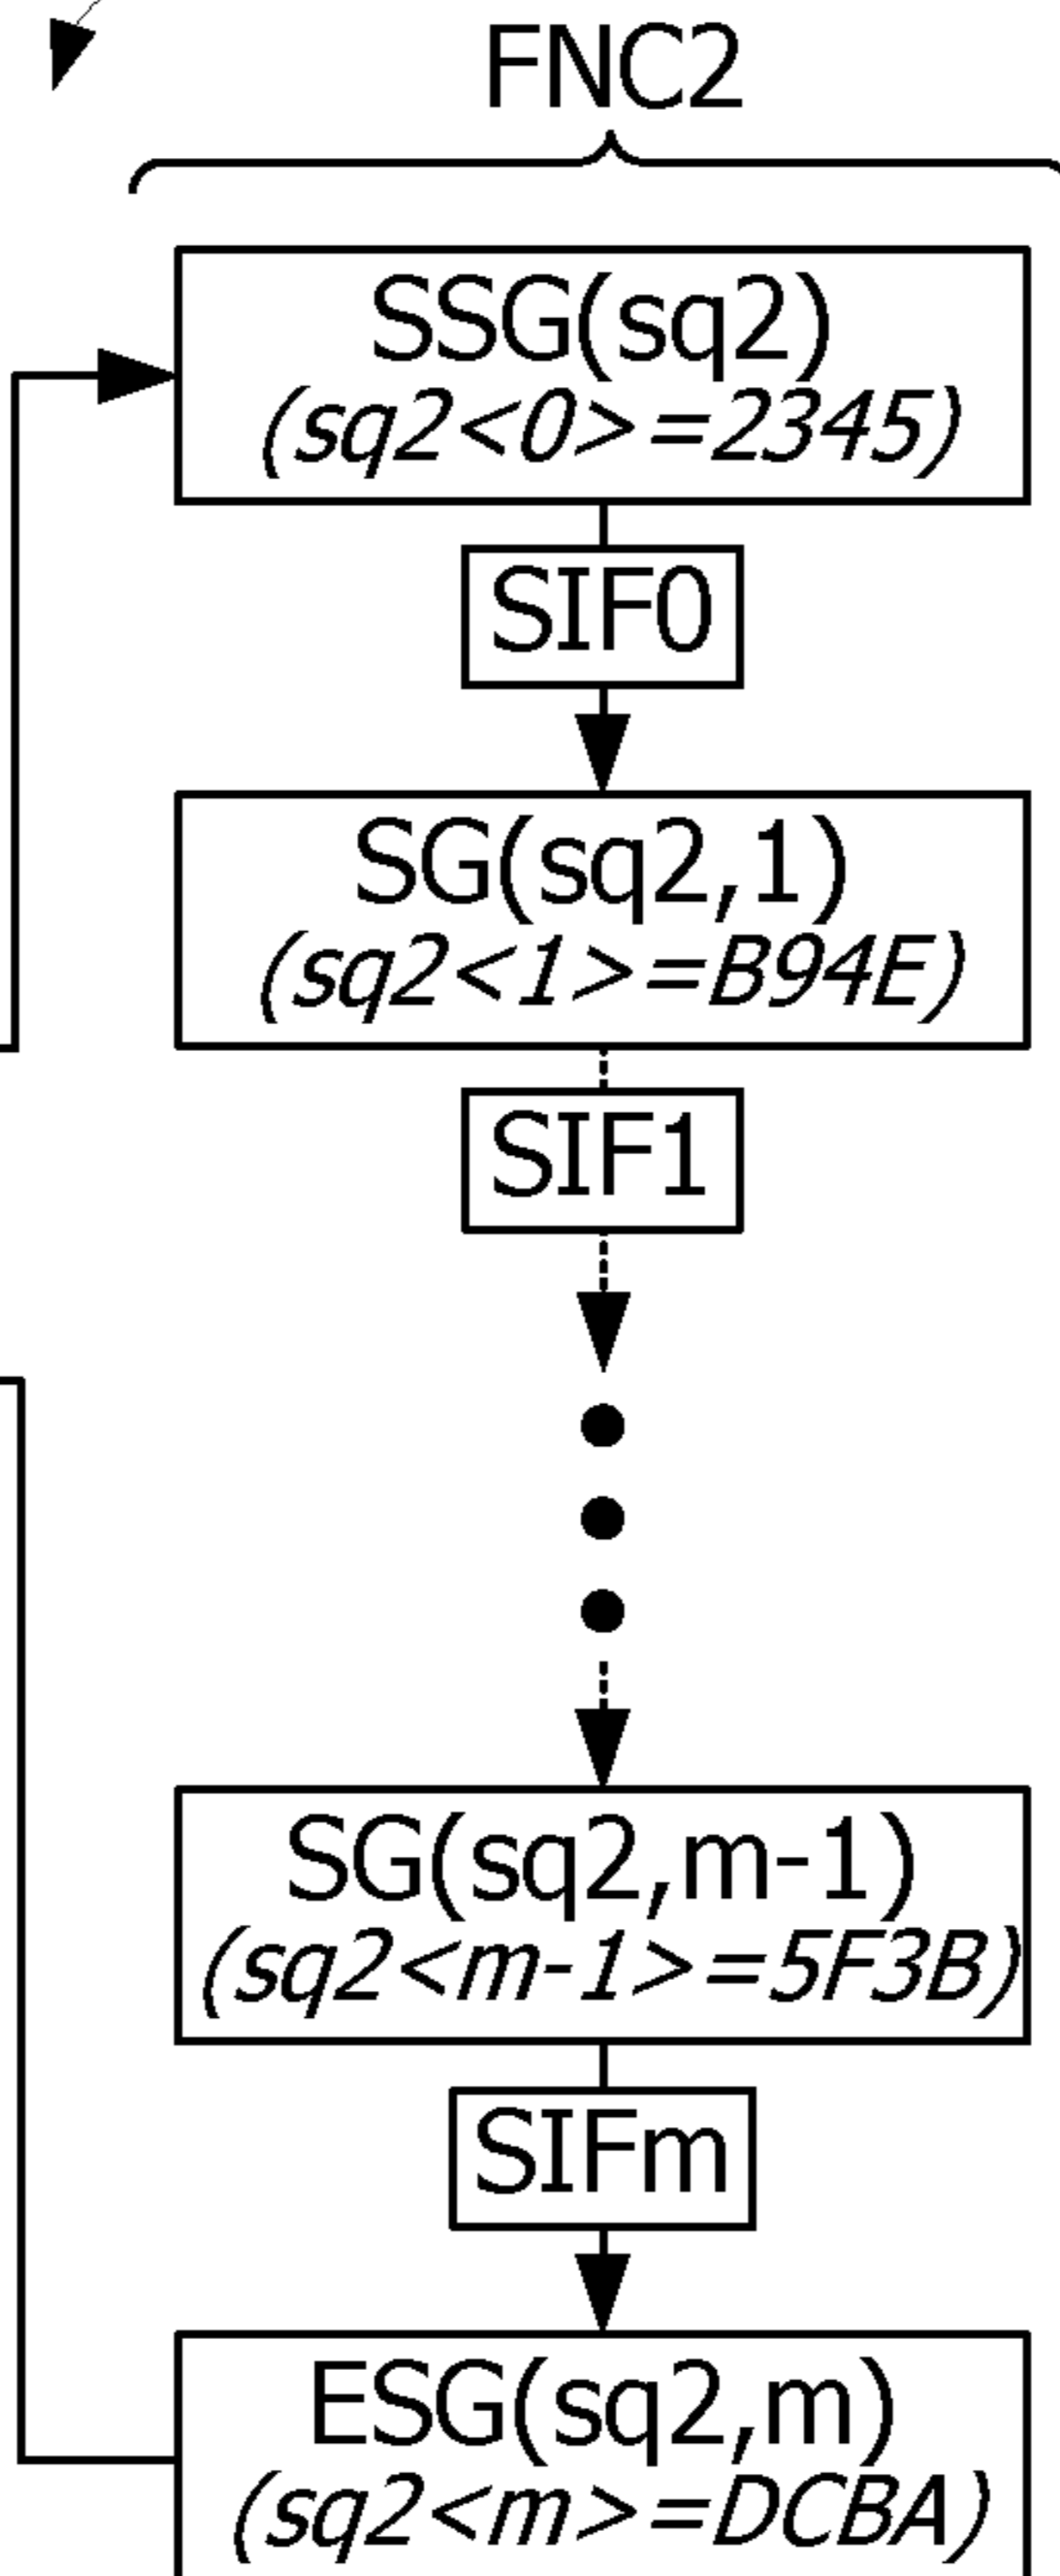 FNC2
SSG(sq2)
(sq2<0>=2345)
SIF0
SG(sq2,1)
(sq2<1>=B94E)
SIF1
SG(sq2,m-1)
(sq2<m-1>=5F3B)
SIFm
ESG(sq2,m)
(sq2<m>=DCBA)